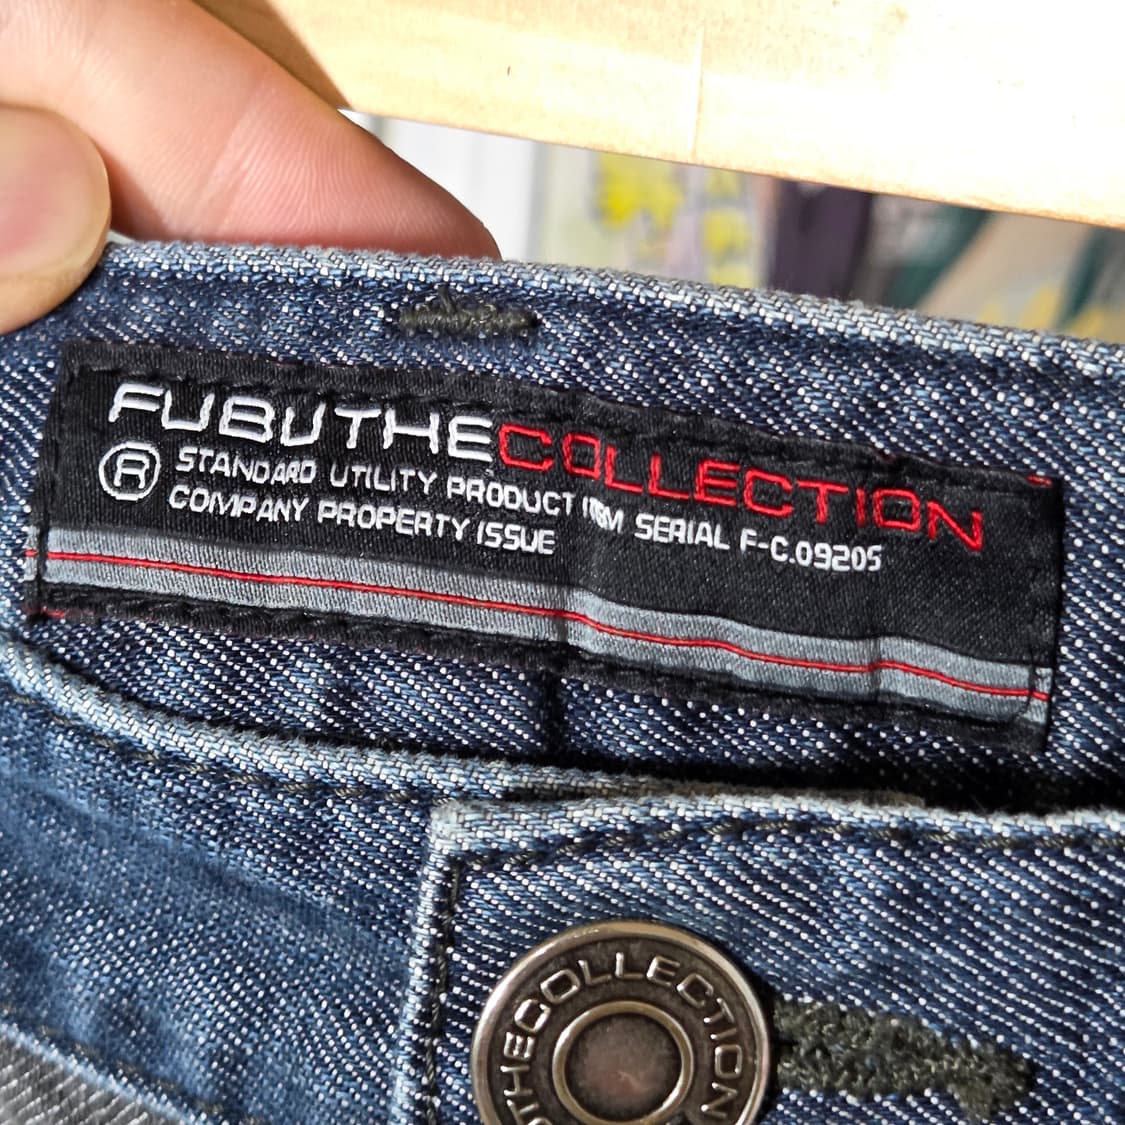 FUBUTHECOLLECTION
® STANDARD UTILITY PRODUCT SERIAL F-C.09205
COMPANY PROPERTY ISSUE
THECOLLECTION